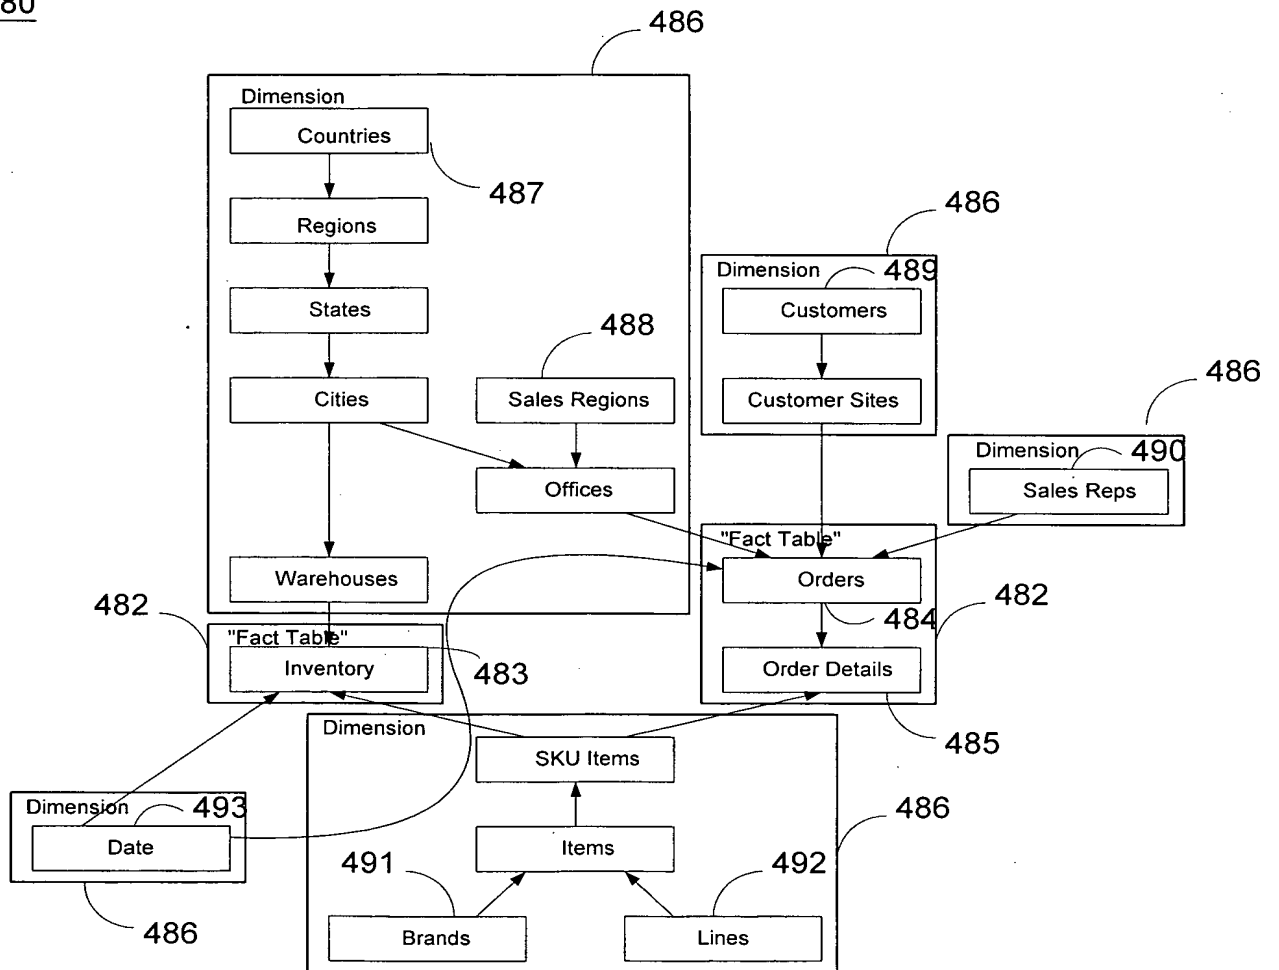 486
Dimension
Countries
487
Regions
486
Dimension
489
States
Customers
488
486
Cities
Sales Regions
Customer Sites
Dimension
490
Offices
Sales Reps
"Fact Table"
Warehouses
Orders
482
484
482
"Fact Table"
Inventory
483
Order Details
Dimension
485
SKU Items
Dimension
493
486
Date
Items
491
492
486
Brands
Lines